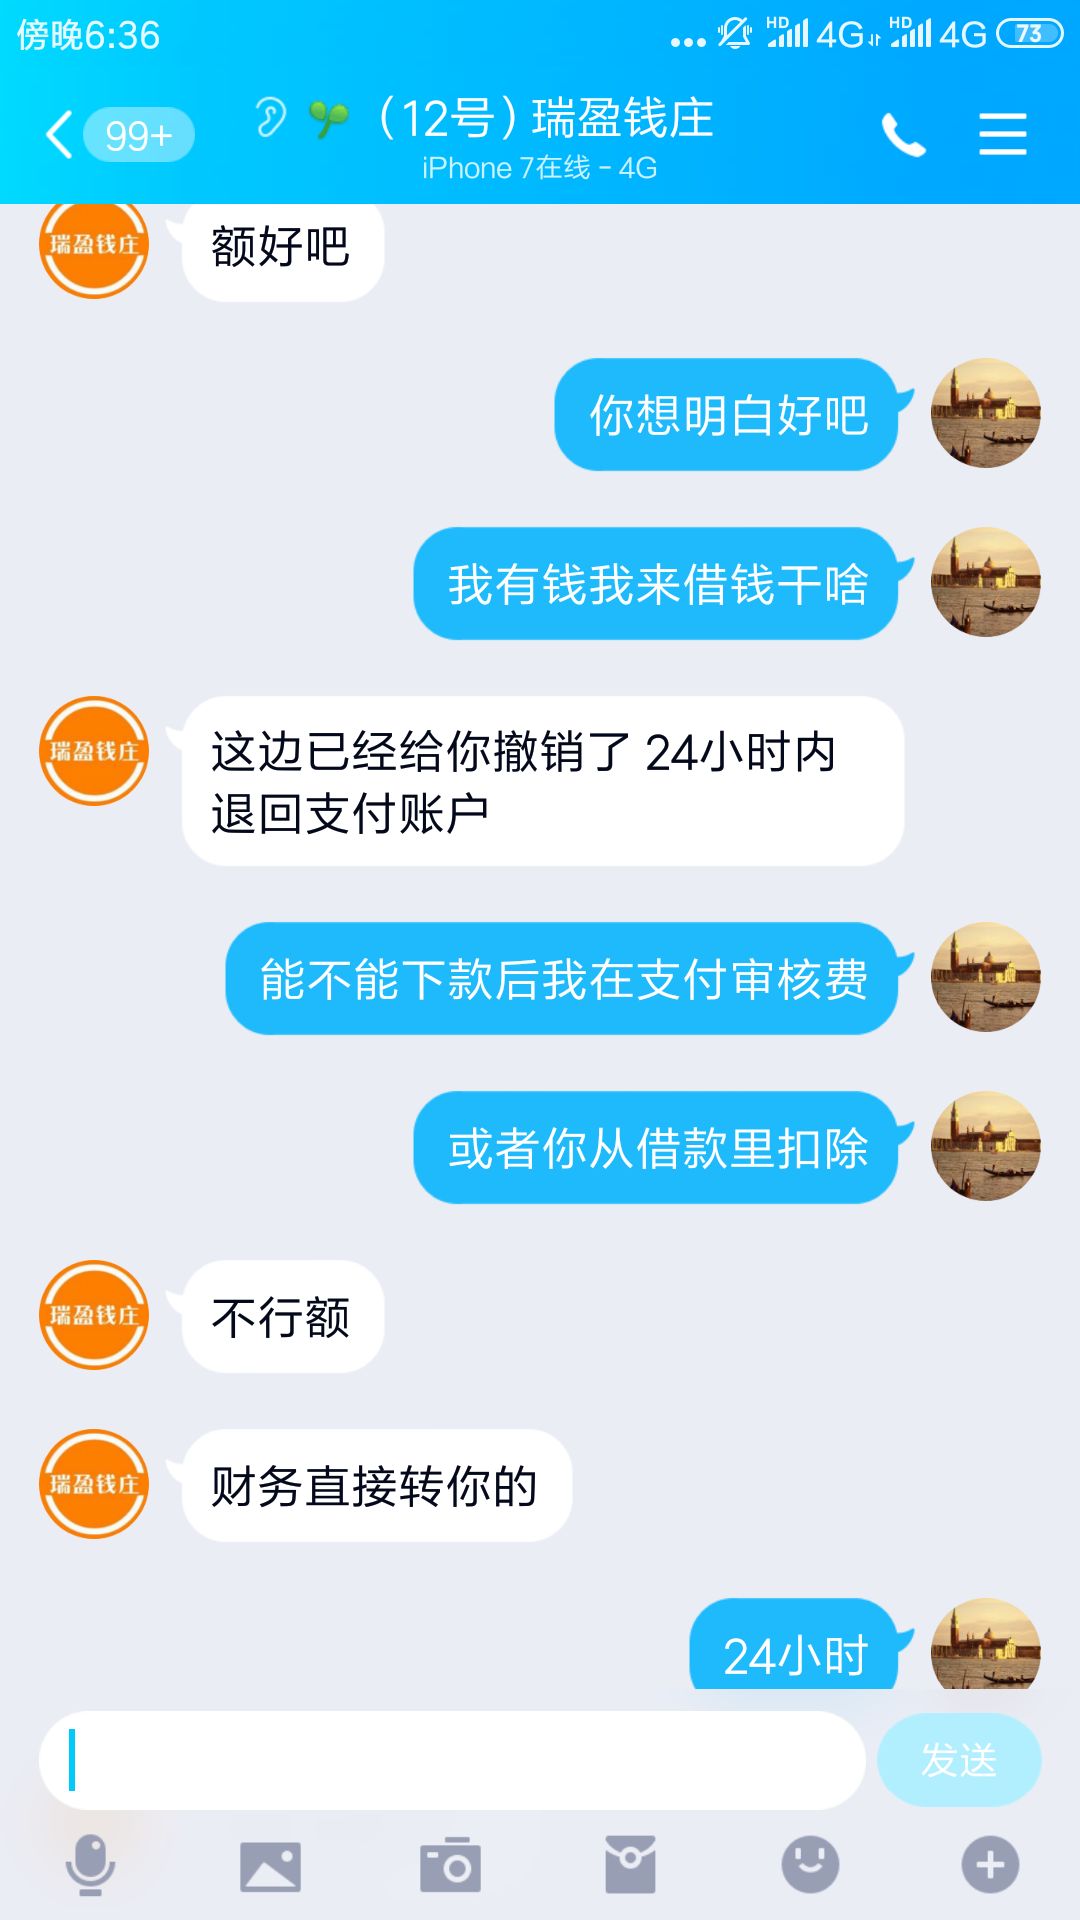 傍晚6:36
HD 4G HD 4G 73
99+
（12号）瑞盈钱庄
iPhone 7在线 - 4G
瑞盈钱庄
额好吧
你想明白好吧
我有钱我来借钱干啥
瑞盈钱庄
这边已经给你撤销了 24小时内
退回支付账户
能不能下款后我在支付审核费
或者你从借款里扣除
瑞盈钱庄
不行额
瑞盈钱庄
财务直接转你的
24小时
发送